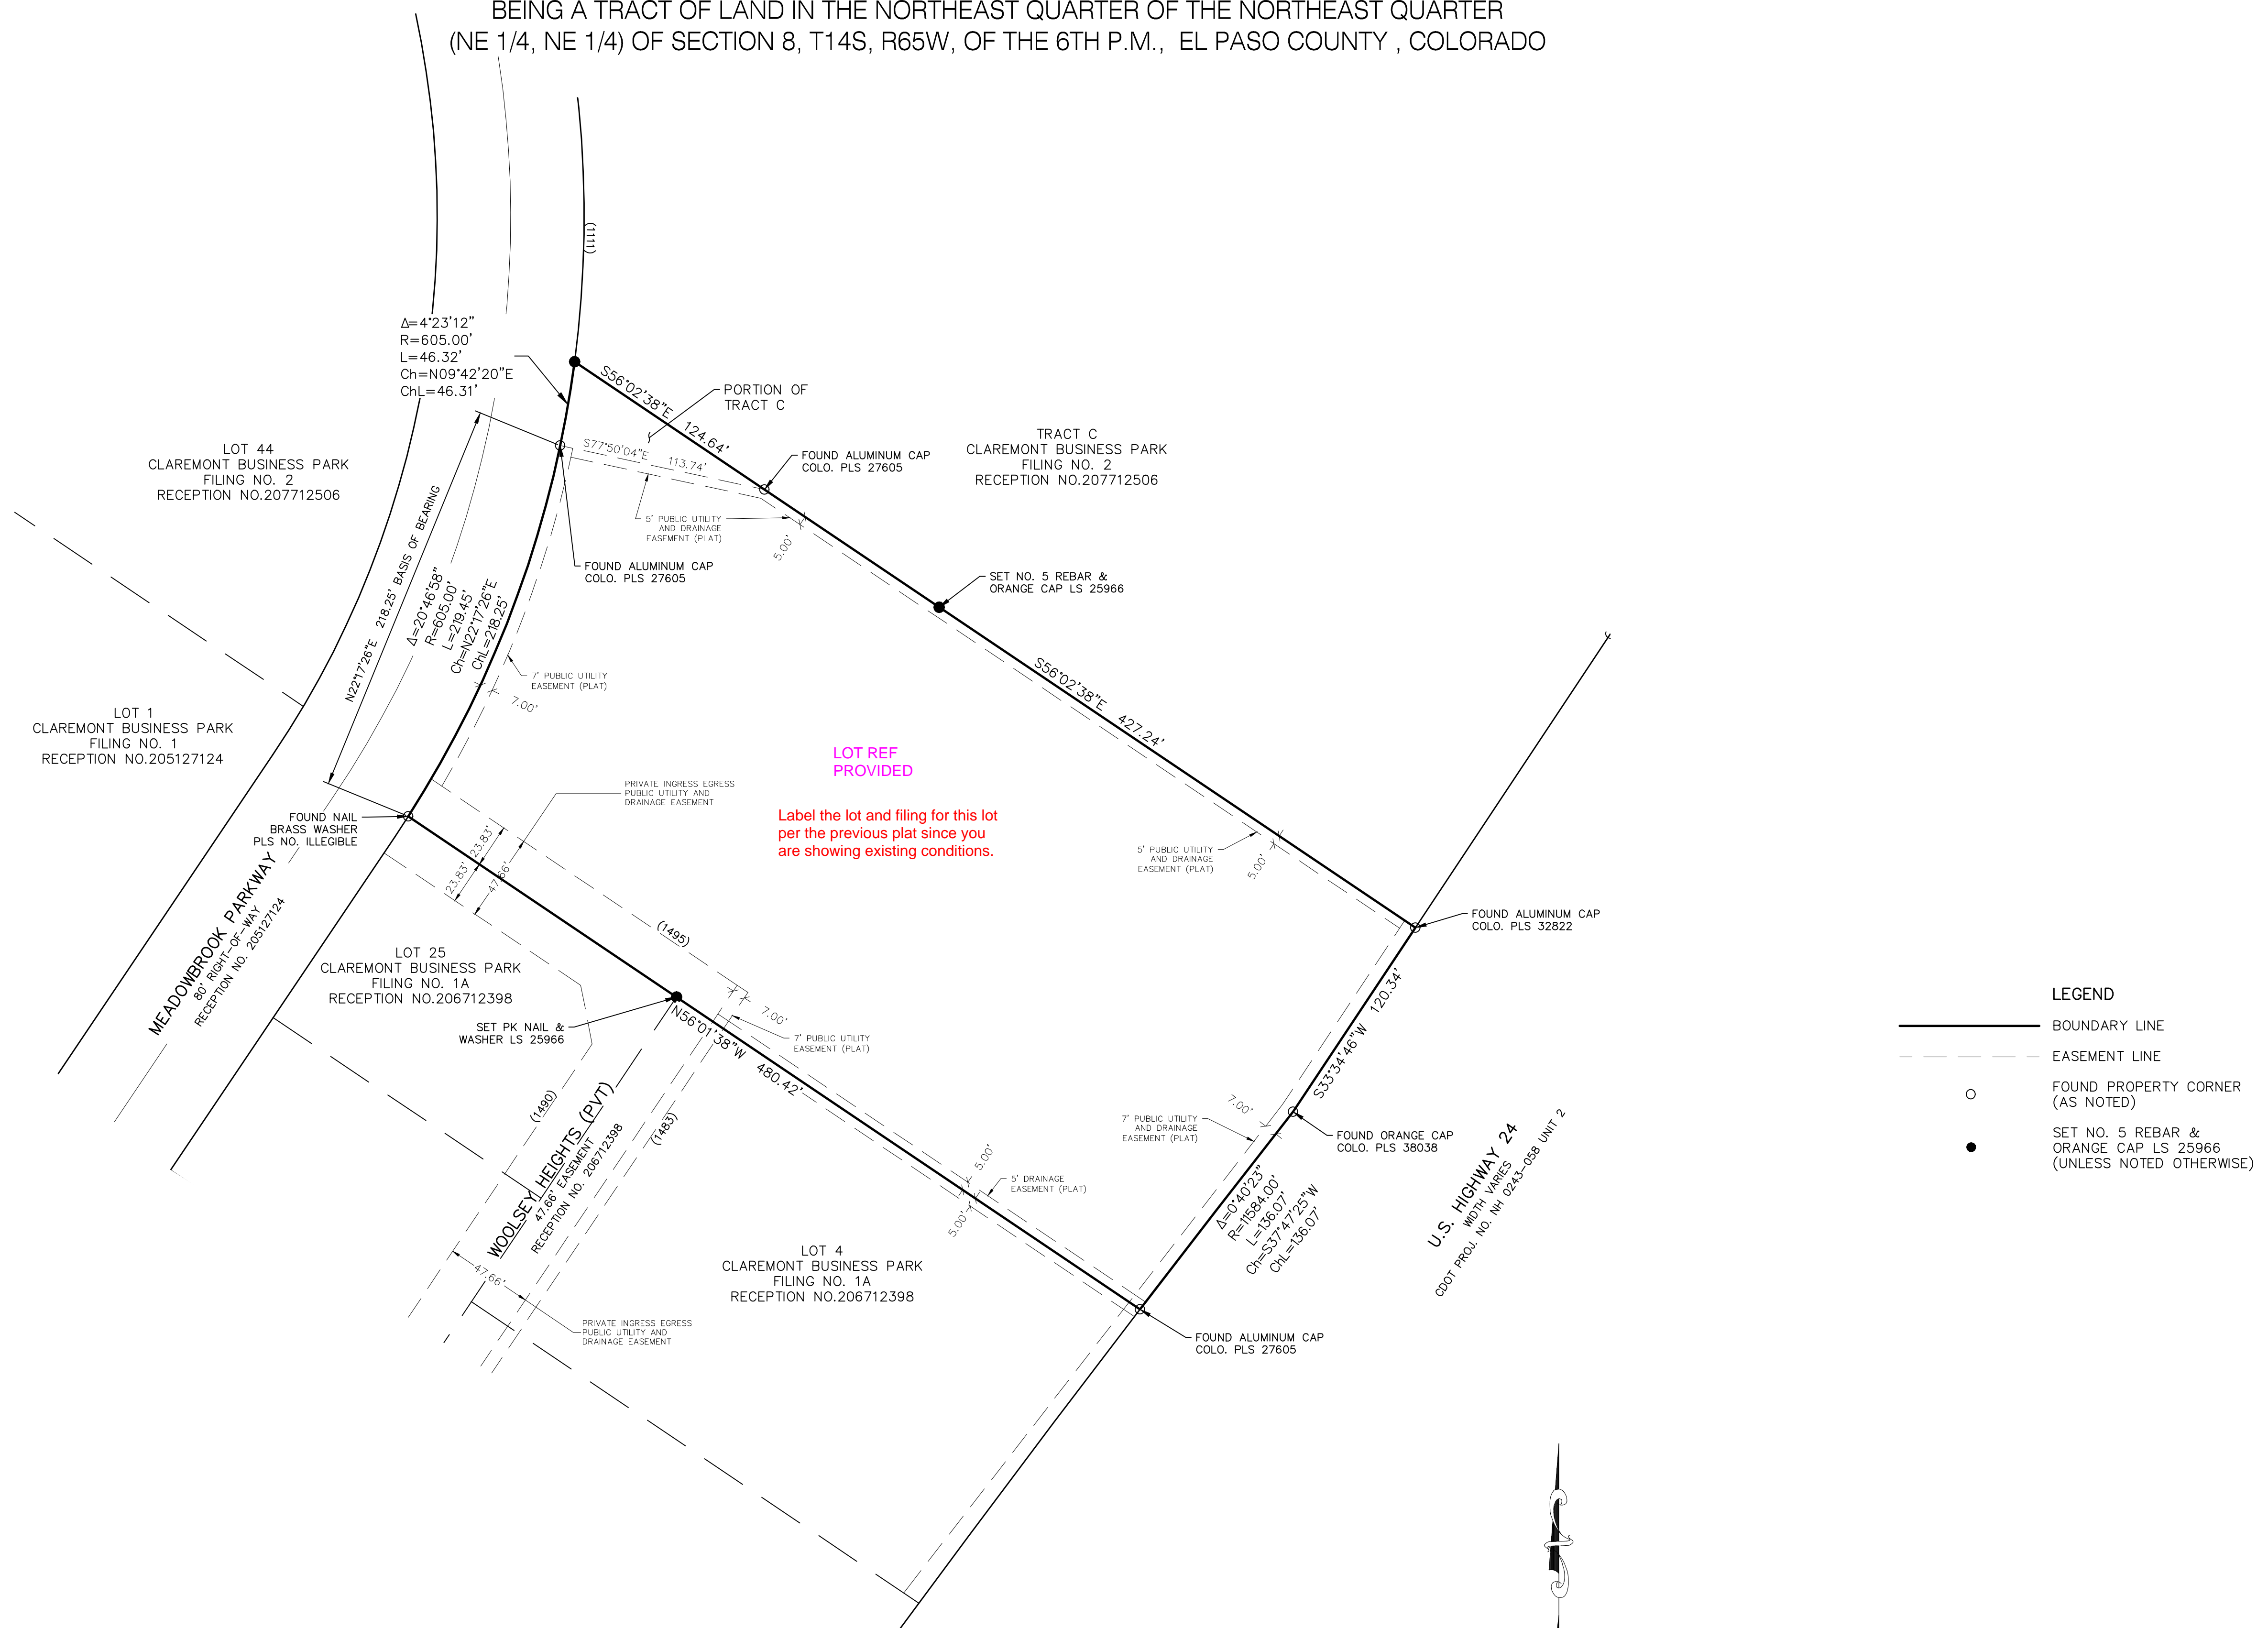 BEING A TRACT OF LAND IN THE NORTHEAST QUARTER OF THE NORTHEAST QUARTER
(NE 1/4, NE 1/4) OF SECTION 8, T14S, R65W, OF THE 6TH P.M., EL PASO COUNTY , COLORADO
(1111)
Δ=4°23'12"
R=605.00'
L=46.32'
Ch=N09°42'20"E
ChL=46.31'
S56°02'38"E 124.64'
PORTION OF
TRACT C
S77°50'04"E 113.74'
FOUND ALUMINUM CAP
COLO. PLS 27605
TRACT C
CLAREMONT BUSINESS PARK
FILING NO. 2
RECEPTION NO.207712506
LOT 44
CLAREMONT BUSINESS PARK
FILING NO. 2
RECEPTION NO.207712506
5' PUBLIC UTILITY
AND DRAINAGE
EASEMENT (PLAT)
5.00'
FOUND ALUMINUM CAP
COLO. PLS 27605
SET NO. 5 REBAR &
ORANGE CAP LS 25966
N22°17'26"E 218.25' BASIS OF BEARING
Δ=20°46'58"
R=605.00'
L=219.45'
Ch=N22°17'26"E
ChL=218.25'
7' PUBLIC UTILITY
EASEMENT (PLAT)
7.00'
S56°02'38"E 427.24'
LOT 1
CLAREMONT BUSINESS PARK
FILING NO. 1
RECEPTION NO.205127124
LOT REF
PROVIDED
Label the lot and filing for this lot
per the previous plat since you
are showing existing conditions.
PRIVATE INGRESS EGRESS
PUBLIC UTILITY AND
DRAINAGE EASEMENT
FOUND NAIL
BRASS WASHER
PLS NO. ILLEGIBLE
23.83'
23.83'
47.66'
5' PUBLIC UTILITY
AND DRAINAGE
EASEMENT (PLAT)
5.00'
MEADOWBROOK PARKWAY
80' RIGHT-OF-WAY
RECEPTION NO. 205127124
FOUND ALUMINUM CAP
COLO. PLS 32822
(1495)
LOT 25
CLAREMONT BUSINESS PARK
FILING NO. 1A
RECEPTION NO.206712398
SET PK NAIL &
WASHER LS 25966
7.00'
7' PUBLIC UTILITY
EASEMENT (PLAT)
N56°01'38"W 480.42'
S33°34'46"W 120.34'
LEGEND
BOUNDARY LINE
EASEMENT LINE
FOUND PROPERTY CORNER
(AS NOTED)
SET NO. 5 REBAR &
ORANGE CAP LS 25966
(UNLESS NOTED OTHERWISE)
(1490)
(1483)
WOOLSEY HEIGHTS (PVT)
47.66' EASEMENT
RECEPTION NO. 206712398
7.00'
7' PUBLIC UTILITY
AND DRAINAGE
EASEMENT (PLAT)
FOUND ORANGE CAP
COLO. PLS 38038
5.00'
5' DRAINAGE
EASEMENT (PLAT)
5.00'
Δ=0°40'23"
R=11584.00'
L=136.07'
Ch=S37°47'25"W
ChL=136.07'
U.S. HIGHWAY 24
WIDTH VARIES
CDOT PROJ. NO. NH 0243-058 UNIT 2
LOT 4
CLAREMONT BUSINESS PARK
FILING NO. 1A
RECEPTION NO.206712398
47.66'
PRIVATE INGRESS EGRESS
PUBLIC UTILITY AND
DRAINAGE EASEMENT
FOUND ALUMINUM CAP
COLO. PLS 27605